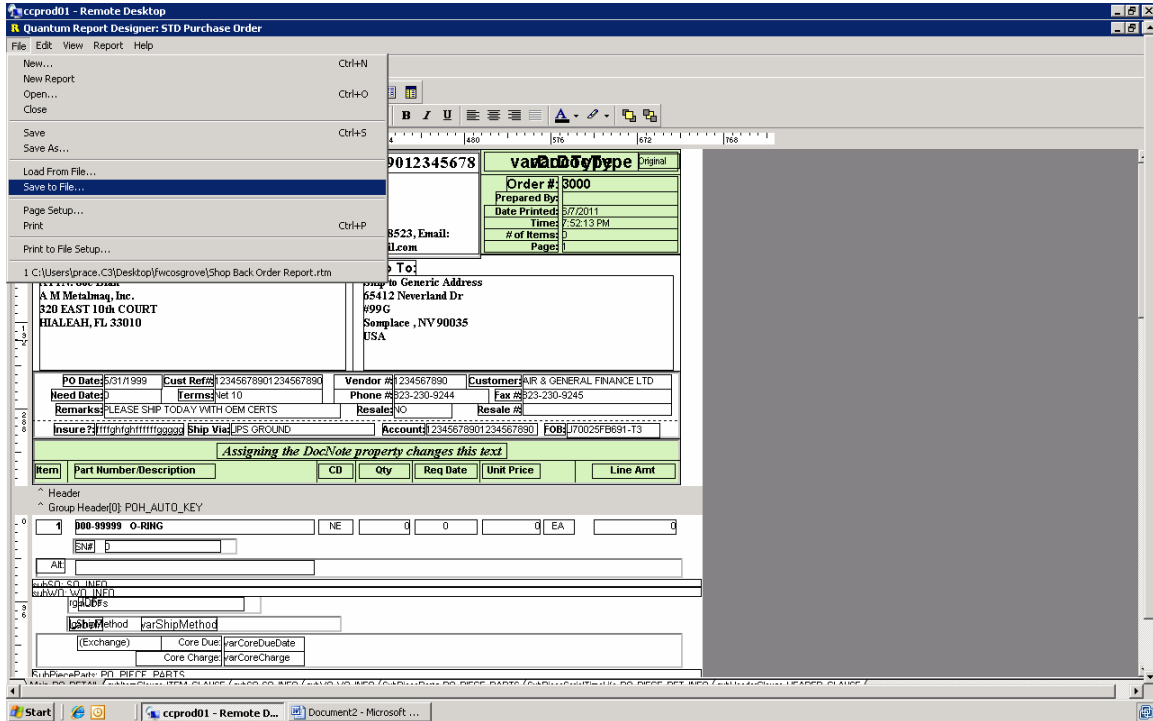 ccprod01 - Remote Desktop
Quantum Report Designer: STD Purchase Order
File Edit View Report Help
New... Ctrl+N
New Report
Open... Ctrl+O
Close
Save Ctrl+S
Save As...
Load From File...
Save to File...
Page Setup...
Print Ctrl+P
Print to File Setup...
1 C:\Users\prace.C3\Desktop\fwcosgrove\Shop Back Order Report.rtm
B I U
480 576 672 768
9012345678
Original
Order #: 3000
Prepared By:
Date Printed: 6/7/2011
Time: 7:52:13 PM
# of Items: 0
Page: 1
8523, Email:
il.com
To:
Ship to Generic Address
65412 Neverland Dr
#99G
Somplace , NV 90035
USA
A M Metalmaq, Inc.
320 EAST 10th COURT
HIALEAH, FL 33010
PO Date: 5/31/1999 Cust Ref#: 12345678901234567890 Vendor #: 1234567890 Customer: AIR & GENERAL FINANCE LTD
Need Date: 0 Terms: Net 10 Phone #: 323-230-9244 Fax #: 323-230-9245
Remarks: PLEASE SHIP TODAY WITH OEM CERTS Resale: NO Resale #:
Insure ?: Ship Via: UPS GROUND Account: 12345678901234567890 FOB: U70025FB691-T3
Assigning the DocNote property changes this text
Item Part Number/Description CD Qty Req Date Unit Price Line Amt
^ Header
^ Group Header[0]: POH_AUTO_KEY
1 000-99999 O-RING NE 0 0 0 EA 0
SN# 0
Alt:
subSO: SO_INFO
subWO: WO_INFO
varShipMethod
(Exchange) Core Due: varCoreDueDate
Core Charge: varCoreCharge
SubPieceParts: PO_PIECE_PARTS
Start ccprod01 - Remote D... Document2 - Microsoft ...